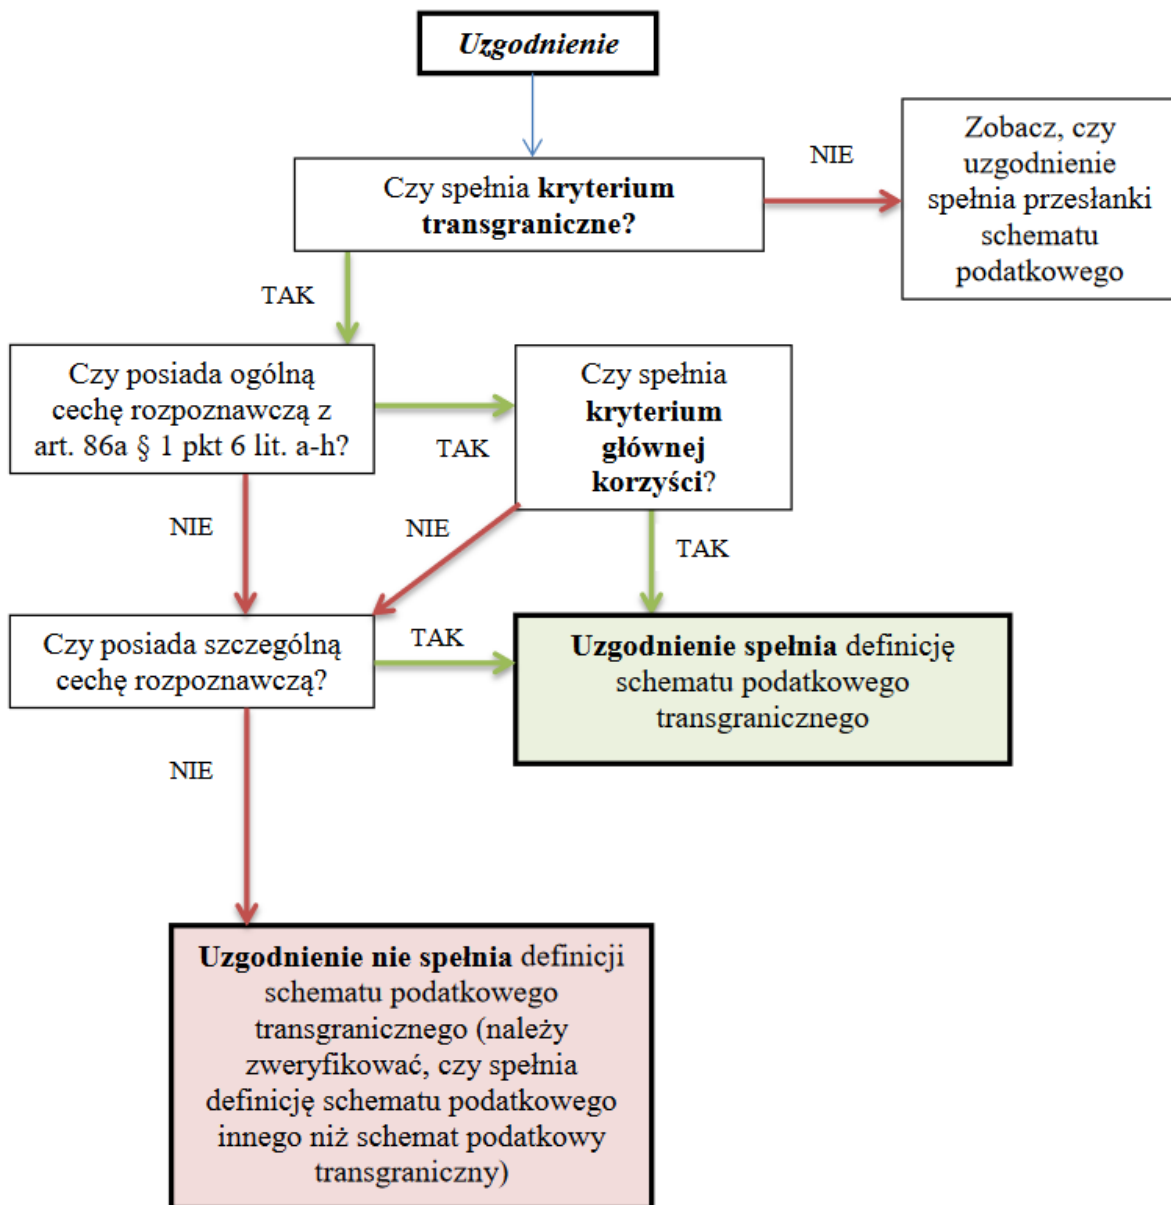 Uzgodnienie
Czy spełnia kryterium
transgraniczne?
NIE
Zobacz, czy
uzgodnienie
spełnia przesłanki
schematu
podatkowego
TAK
Czy posiada ogólną
cechę rozpoznawczą z
art. 86a § 1 pkt 6 lit. a-h?
TAK
Czy spełnia
kryterium
głównej
korzyści?
NIE
NIE
TAK
Czy posiada szczególną
cechę rozpoznawczą?
TAK
Uzgodnienie spełnia definicję
schematu podatkowego
transgranicznego
NIE
Uzgodnienie nie spełnia definicji
schematu podatkowego
transgranicznego (należy
zweryfikować, czy spełnia
definicję schematu podatkowego
innego niż schemat podatkowy
transgraniczny)